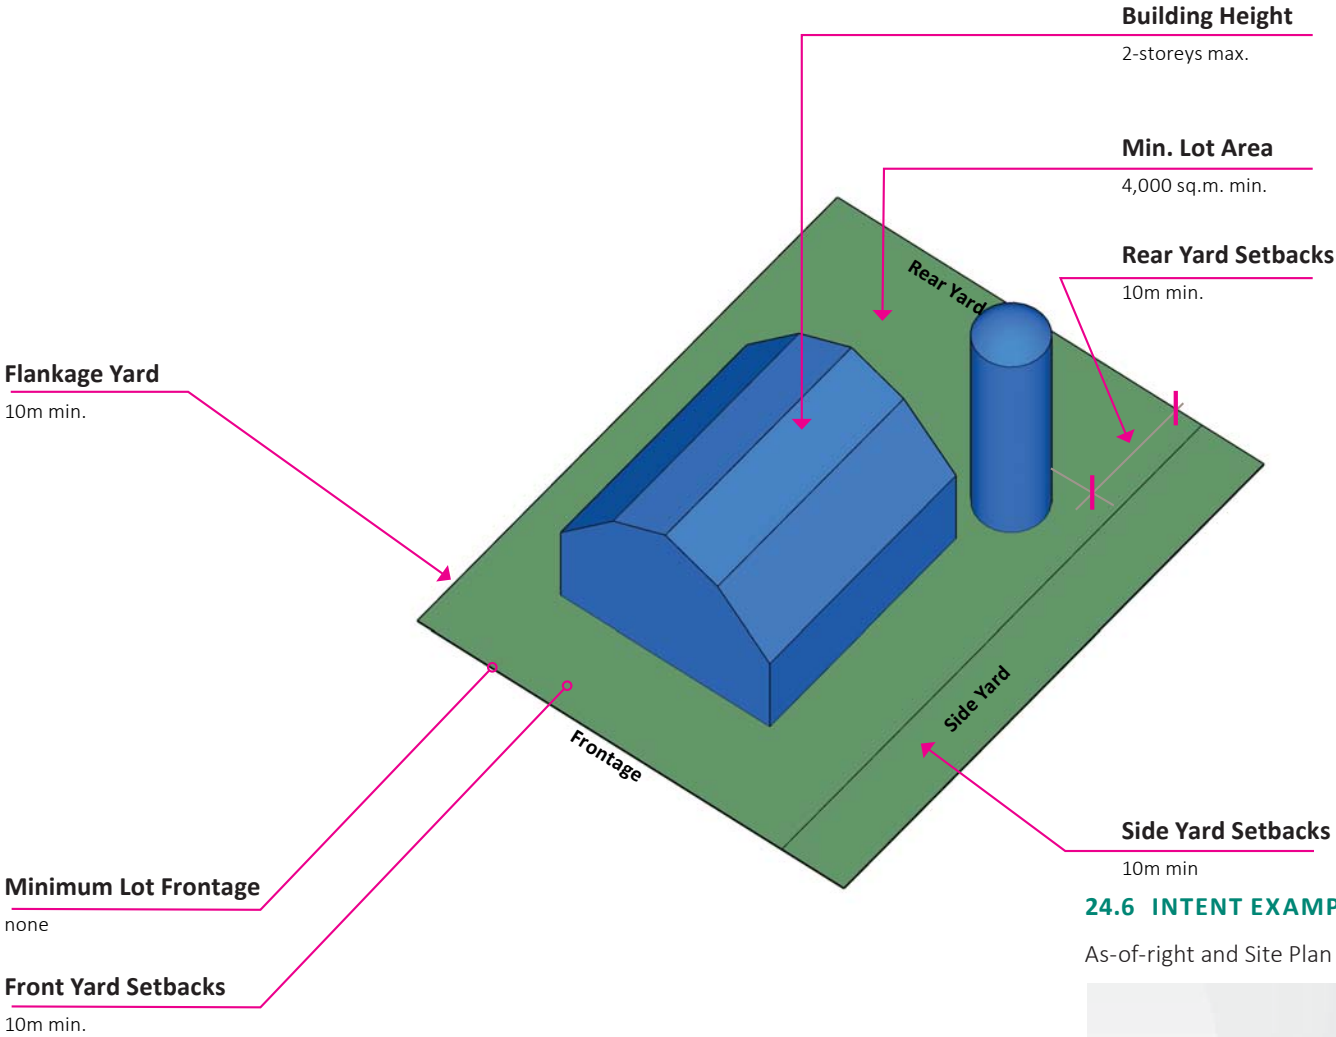 Building Height
2-storeys max.
Min. Lot Area
4,000 sq.m. min.
Rear Yard Setbacks
10m min.
Rear Yard
Flankage Yard
10m min.
Side Yard
Frontage
Side Yard Setbacks
10m min
Minimum Lot Frontage
none
24.6 INTENT EXAMP
As-of-right and Site Plan
Front Yard Setbacks
10m min.